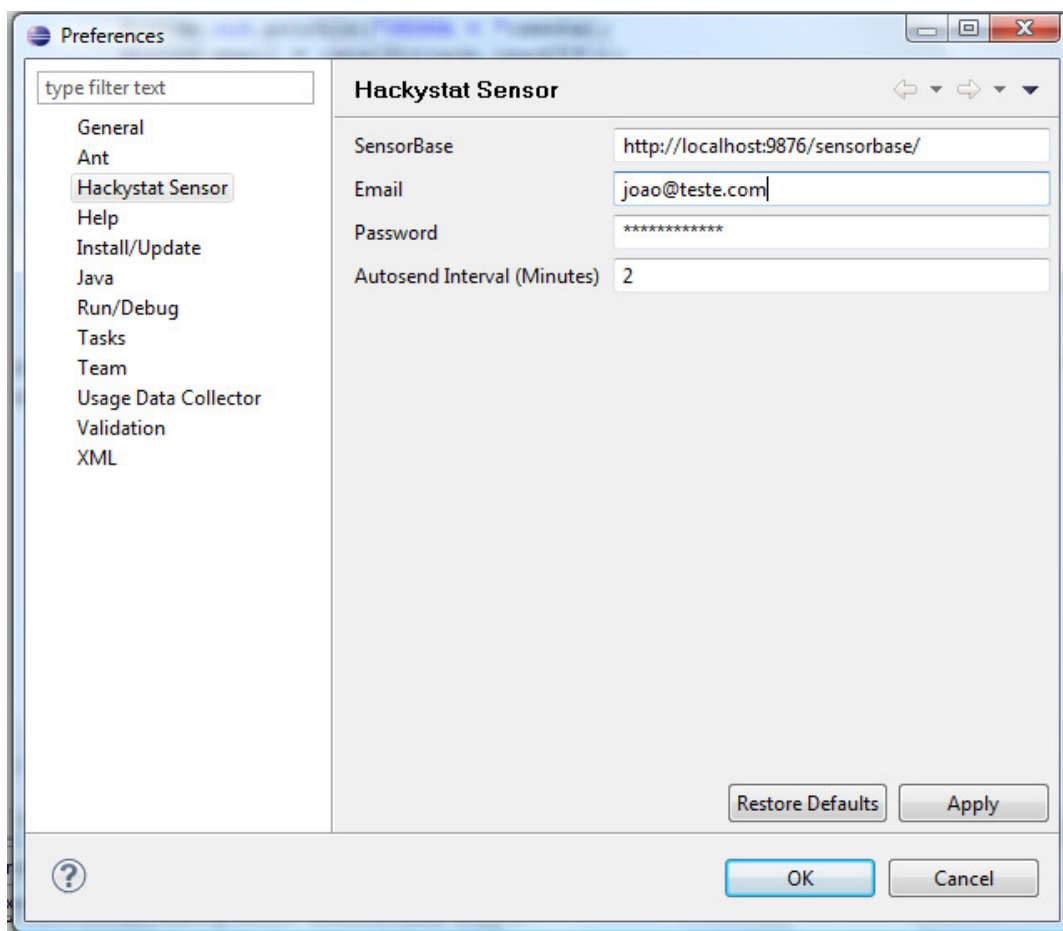 Preferences
type filter text
General
Ant
Hackystat Sensor
Help
Install/Update
Java
Run/Debug
Tasks
Team
Usage Data Collector
Validation
XML
Hackystat Sensor
SensorBase http://localhost:9876/sensorbase/
Email joao@teste.com
Password ************
Autosend Interval (Minutes) 2
Restore Defaults Apply
? OK Cancel